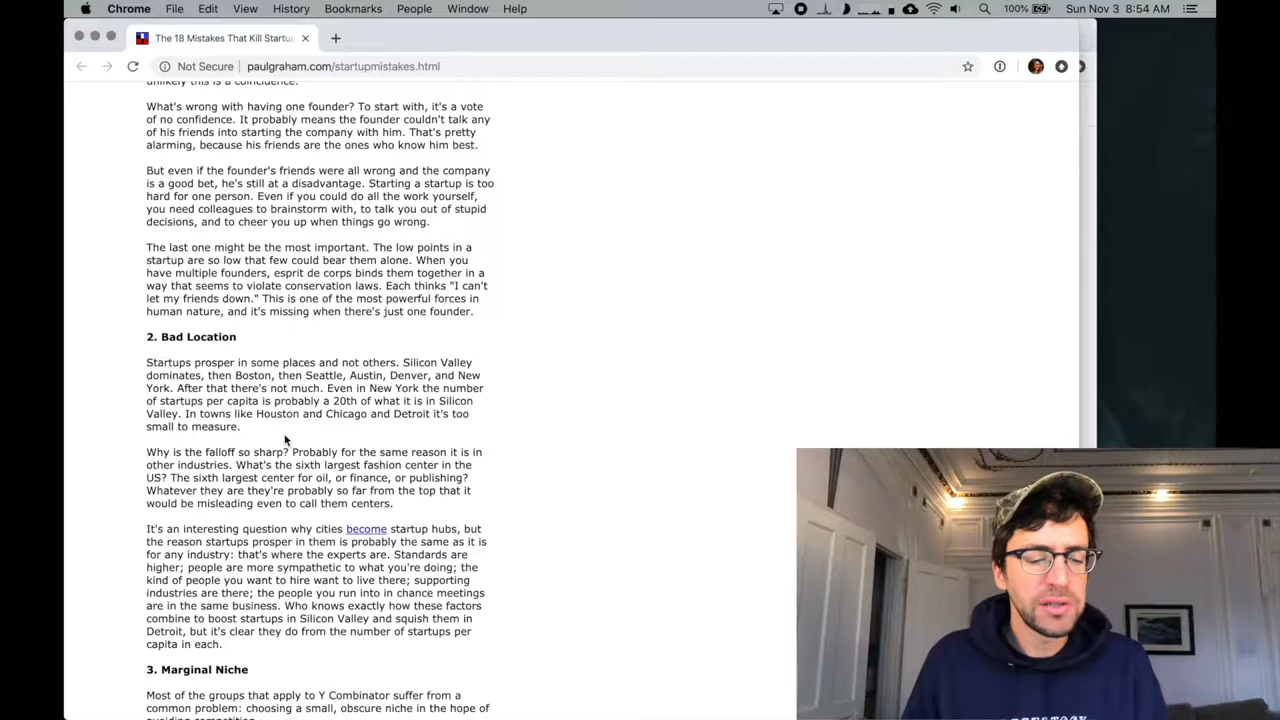 Chrome File Edit View History Bookmarks People Window Help 100% Sun Nov 3 8:54 AM
The 18 Mistakes That Kill Startu
Not Secure paulgraham.com/startupmistakes.html
unlikely this is a coincidence.
What's wrong with having one founder? To start with, it's a vote
of no confidence. It probably means the founder couldn't talk any
of his friends into starting the company with him. That's pretty
alarming, because his friends are the ones who know him best.
But even if the founder's friends were all wrong and the company
is a good bet, he's still at a disadvantage. Starting a startup is too
hard for one person. Even if you could do all the work yourself,
you need colleagues to brainstorm with, to talk you out of stupid
decisions, and to cheer you up when things go wrong.
The last one might be the most important. The low points in a
startup are so low that few could bear them alone. When you
have multiple founders, esprit de corps binds them together in a
way that seems to violate conservation laws. Each thinks "I can't
let my friends down." This is one of the most powerful forces in
human nature, and it's missing when there's just one founder.
2. Bad Location
Startups prosper in some places and not others. Silicon Valley
dominates, then Boston, then Seattle, Austin, Denver, and New
York. After that there's not much. Even in New York the number
of startups per capita is probably a 20th of what it is in Silicon
Valley. In towns like Houston and Chicago and Detroit it's too
small to measure.
Why is the falloff so sharp? Probably for the same reason it is in
other industries. What's the sixth largest fashion center in the
US? The sixth largest center for oil, or finance, or publishing?
Whatever they are they're probably so far from the top that it
would be misleading even to call them centers.
It's an interesting question why cities become startup hubs, but
the reason startups prosper in them is probably the same as it is
for any industry: that's where the experts are. Standards are
higher; people are more sympathetic to what you're doing; the
kind of people you want to hire want to live there; supporting
industries are there; the people you run into in chance meetings
are in the same business. Who knows exactly how these factors
combine to boost startups in Silicon Valley and squish them in
Detroit, but it's clear they do from the number of startups per
capita in each.
3. Marginal Niche
Most of the groups that apply to Y Combinator suffer from a
common problem: choosing a small, obscure niche in the hope of
avoiding competition.